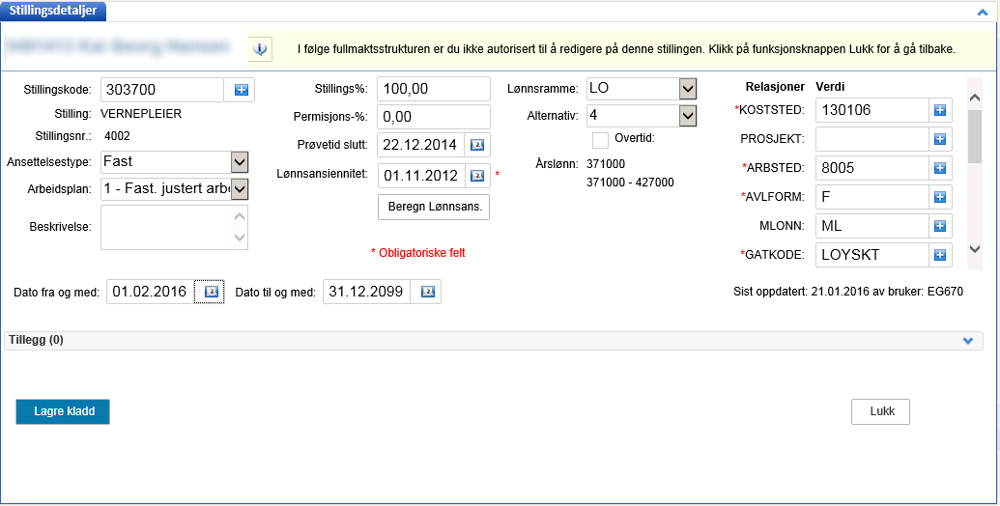 Stillingsdetaljer
I følge fullmaktsstrukturen er du ikke autorisert til å redigere på denne stillingen. Klikk på funksjonsknappen Lukk for å gå tilbake.
Stillingskode: 303700
Stilling: VERNEPLEIER
Stillingsnr.: 4002
Ansettelsestype: Fast
Arbeidsplan: 1 - Fast. justert arbe
Beskrivelse:
Stillings%: 100,00
Permisjons-%: 0,00
Prøvetid slutt: 22.12.2014
Lønnsansiennitet: 01.11.2012 *
Beregn Lønnsans.
* Obligatoriske felt
Lønnsramme: LO
Alternativ: 4
Overtid:
Årslønn: 371000
371000 - 427000
Relasjoner Verdi
*KOSTSTED: 130106
PROSJEKT:
*ARBSTED: 8005
*AVLFORM: F
MLONN: ML
*GATKODE: LOYSKT
Dato fra og med: 01.02.2016 Dato til og med: 31.12.2099
Sist oppdatert: 21.01.2016 av bruker: EG670
Tillegg (0)
Lagre kladd
Lukk